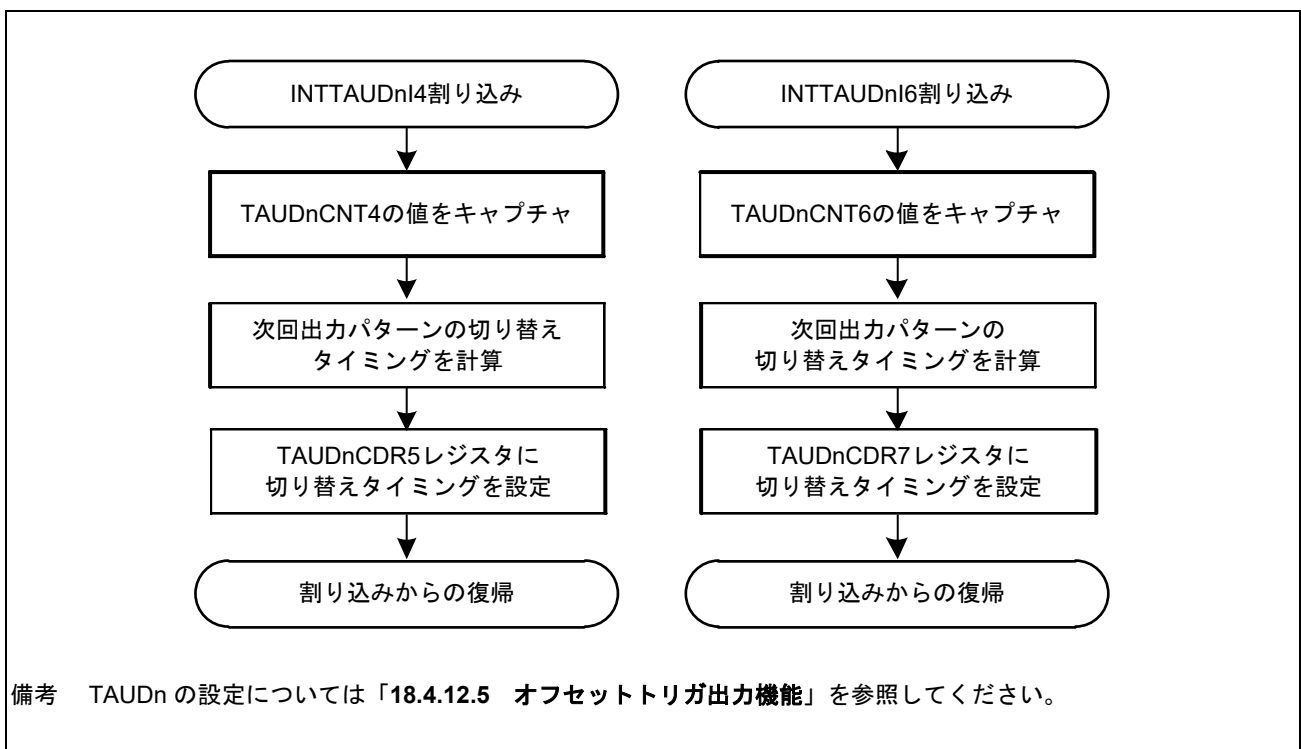 INTTAUDnI4割り込み
TAUDnCNT4の値をキャプチャ
次回出力パターンの切り替え
タイミングを計算
TAUDnCDR5レジスタに
切り替えタイミングを設定
割り込みからの復帰
INTTAUDnI6割り込み
TAUDnCNT6の値をキャプチャ
次回出力パターンの
切り替えタイミングを計算
TAUDnCDR7レジスタに
切り替えタイミングを設定
割り込みからの復帰
備考 TAUDn の設定については「18.4.12.5 オフセットトリガ出力機能」を参照してください。